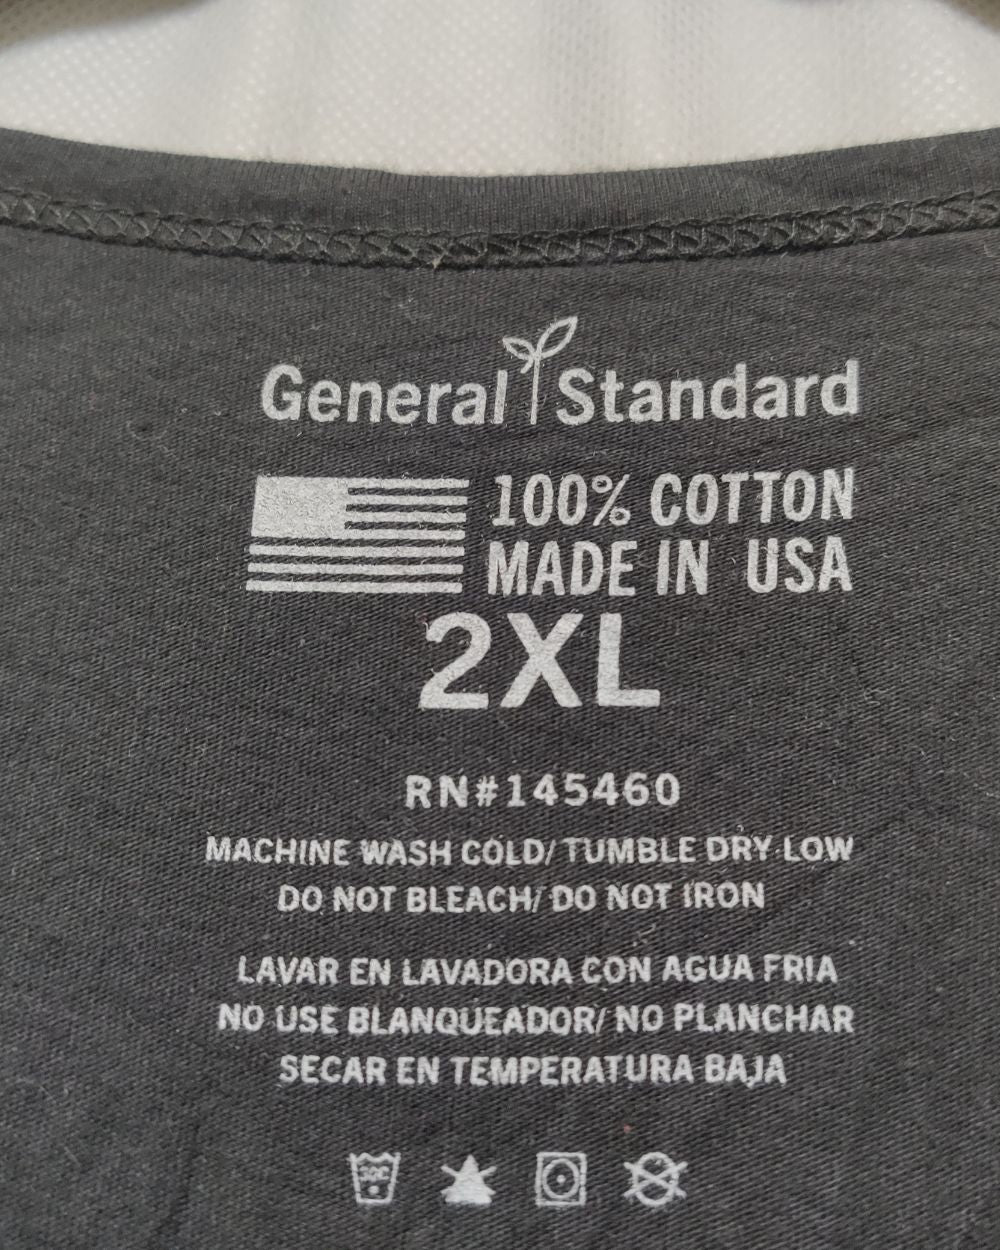 General Standard
100% COTTON
MADE IN USA
2XL
RN#145460
MACHINE WASH COLD/ TUMBLE DRY LOW
DO NOT BLEACH/ DO NOT IRON
LAVAR EN LAVADORA CON AGUA FRIA
NO USE BLANQUEADOR/ NO PLANCHAR
SECAR EN TEMPERATURA BAJA
30C